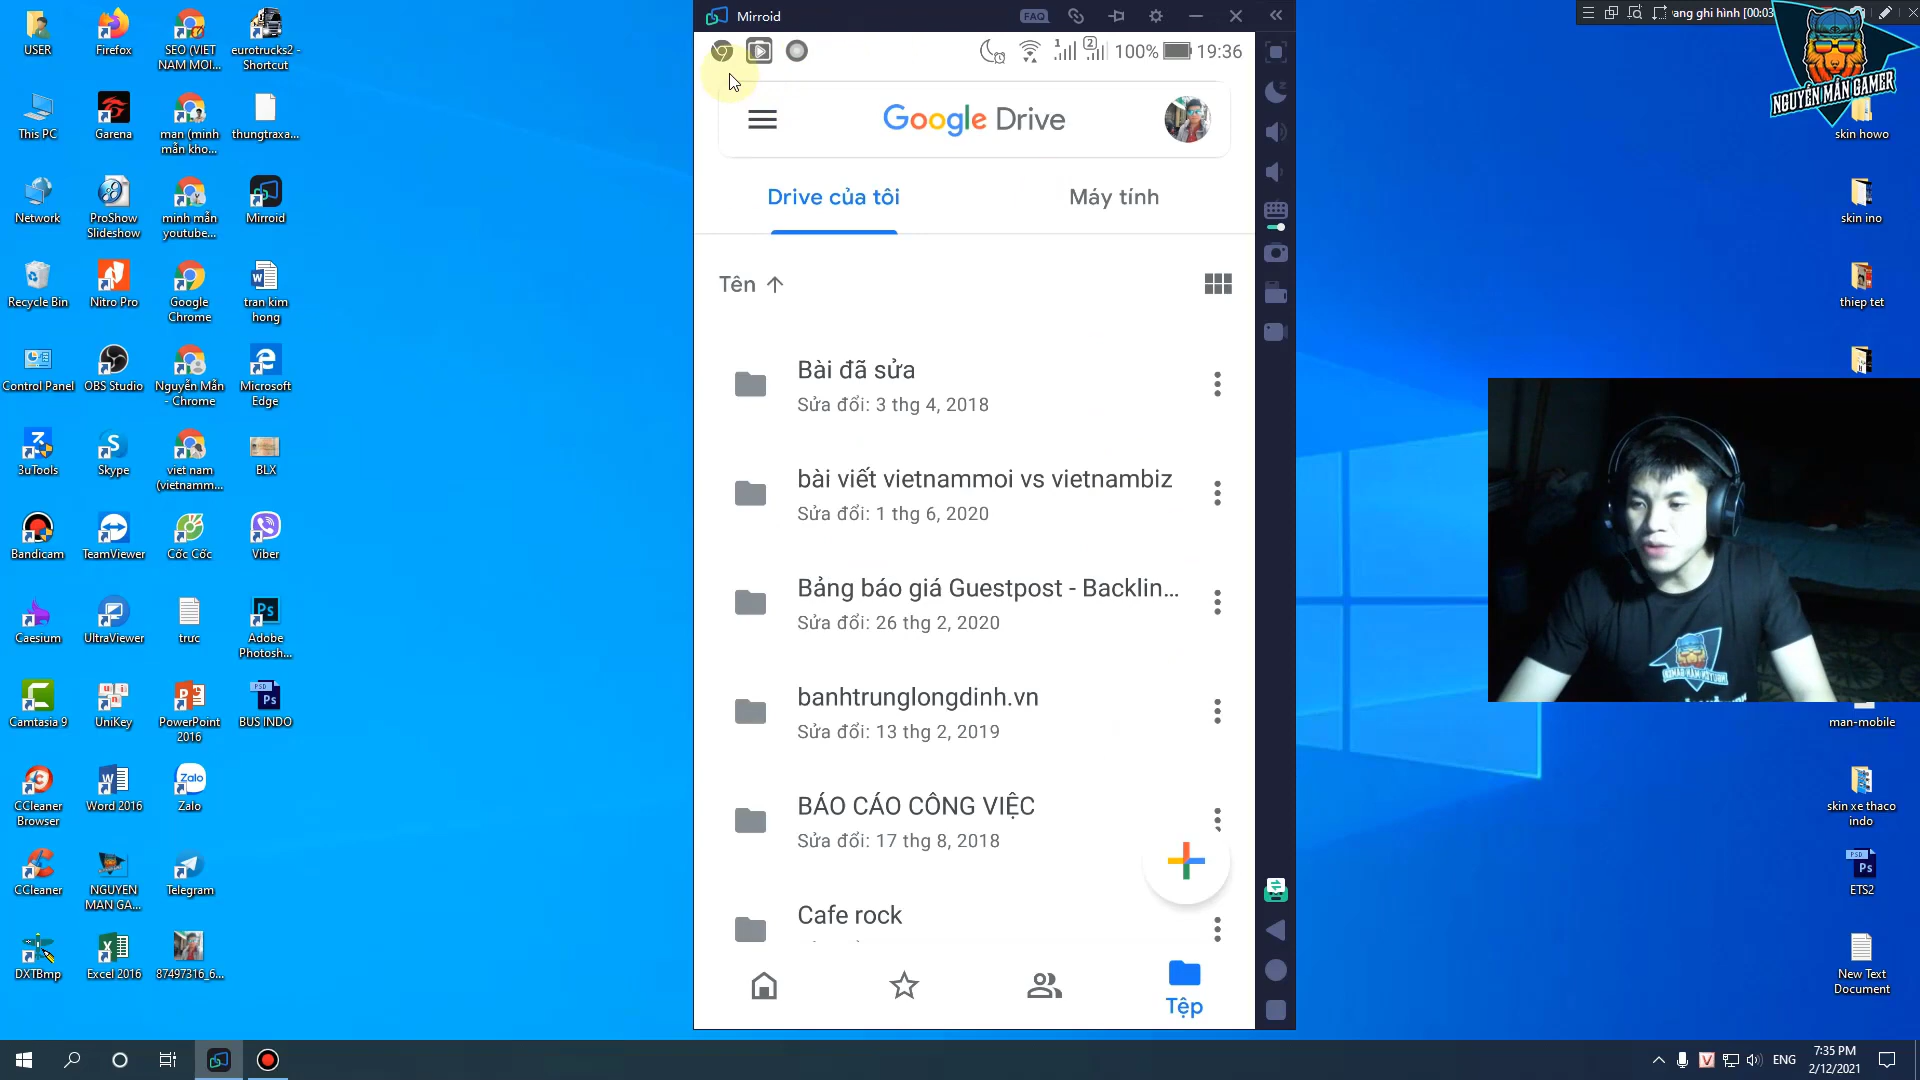 USER
Firefox
SEO (VIET
NAM MOI...
eurotrucks2 -
Shortcut
This PC
Garena
man (minh
mẫn kho...
thungtraxa...
Network
ProShow
Slideshow
minh mẫn
youtube...
Mirroid
Recycle Bin
Nitro Pro
Google
Chrome
tran kim
hong
Control Panel
OBS Studio
Nguyễn Mẫn
- Chrome
Microsoft
Edge
3uTools
Skype
viet nam
(vietnamm...
BLX
Bandicam
TeamViewer
Cốc Cốc
Viber
Caesium
UltraViewer
trưc
Adobe
Photosh...
Camtasia 9
UniKey
PowerPoint
2016
BUS INDO
CCleaner
Browser
Word 2016
Zalo
CCleaner
NGUYEN
MAN GA...
Telegram
DXTBmp
Excel 2016
87497316_6...
Mirroid
FAQ
100%
19:36
Google Drive
Drive của tôi
Máy tính
Tên
Bài đã sửa
Sửa đổi: 3 thg 4, 2018
bài viết vietnammoi vs vietnambiz
Sửa đổi: 1 thg 6, 2020
Bảng báo giá Guestpost - Backlin...
Sửa đổi: 26 thg 2, 2020
banhtrunglongdinh.vn
Sửa đổi: 13 thg 2, 2019
BÁO CÁO CÔNG VIỆC
Sửa đổi: 17 thg 8, 2018
Cafe rock
Tệp
ang ghi hình [00:03
NGUYỄN MẪN GAMER
skin howo
skin ino
thiep tet
man-mobile
skin xe thaco
indo
ETS2
New Text
Document
ENG
7:35 PM
2/12/2021